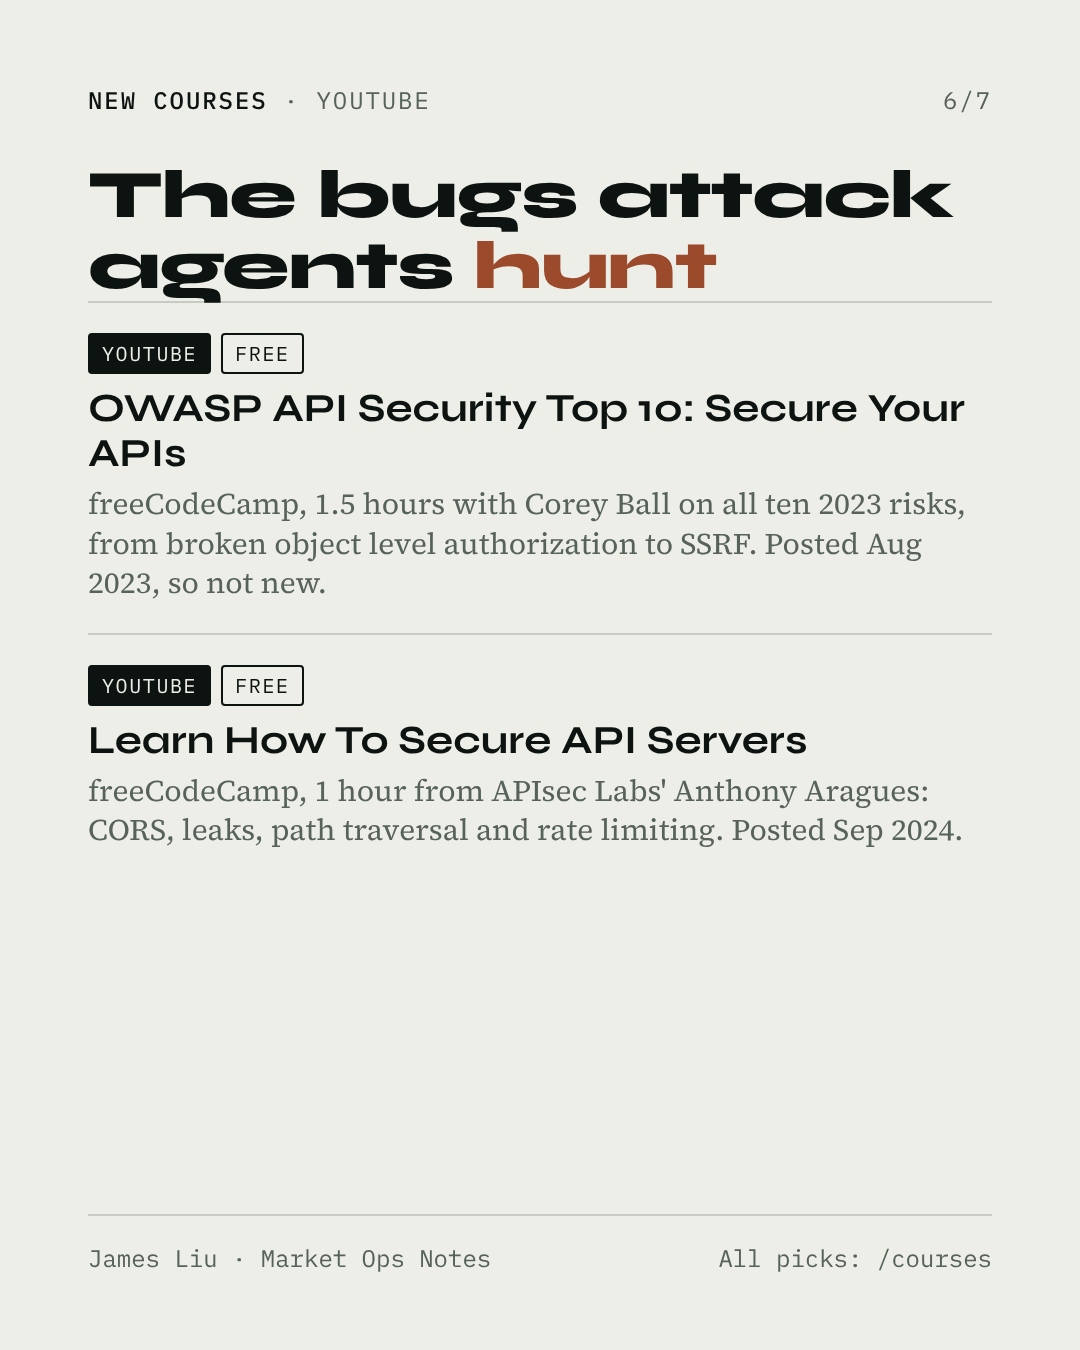 NEW COURSES · YOUTUBE 6/7
The bugs attack
agents hunt
YOUTUBE FREE
OWASP API Security Top 10: Secure Your
APIs
freeCodeCamp, 1.5 hours with Corey Ball on all ten 2023 risks,
from broken object level authorization to SSRF. Posted Aug
2023, so not new.
YOUTUBE FREE
Learn How To Secure API Servers
freeCodeCamp, 1 hour from APIsec Labs' Anthony Aragues:
CORS, leaks, path traversal and rate limiting. Posted Sep 2024.
James Liu · Market Ops Notes All picks: /courses